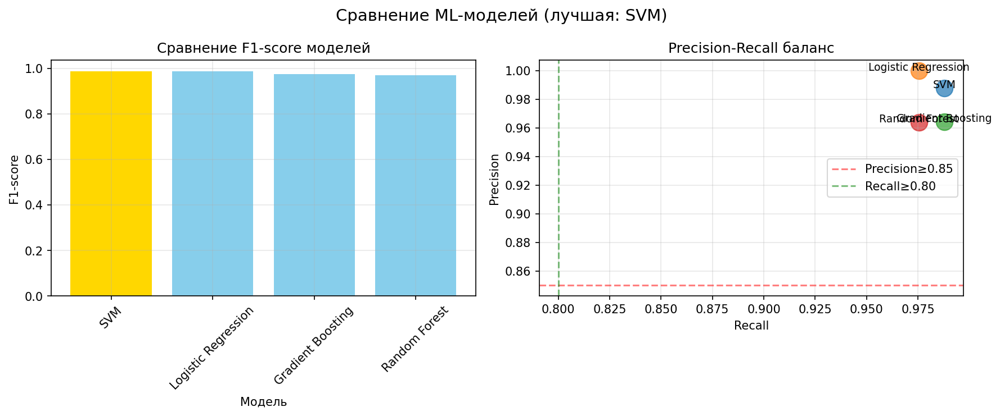 Сравнение ML-моделей (лучшая: SVM)
Сравнение F1-score моделей
1.0
0.8
0.6
0.4
0.2
0.0
F1-score
SVM
Logistic Regression
Gradient Boosting
Random Forest
Модель
Precision-Recall баланс
1.00
0.98
0.96
0.94
0.92
0.90
0.88
0.86
Precision
Logistic Regression
SVM
Random Forest
Gradient Boosting
Precision≥0.85
Recall≥0.80
0.800 0.825 0.850 0.875 0.900 0.925 0.950 0.975
Recall